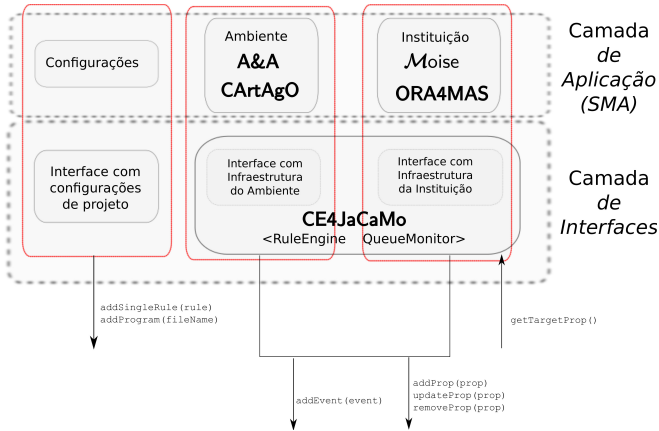 Configurações
Ambiente
A&A
CArtAgO
Instituição
Moise
ORA4MAS
Camada
de
Aplicação
(SMA)
Interface com
configurações
de projeto
Interface com
Infraestrutura
do Ambiente
Interface com
Infraestrutura
da Instituição
CE4JaCaMo
<RuleEngine QueueMonitor>
Camada
de
Interfaces
addSingleRule(rule)
addProgram(fileName)
getTargetProp()
addEvent(event)
addProp(prop)
updateProp(prop)
removeProp(prop)